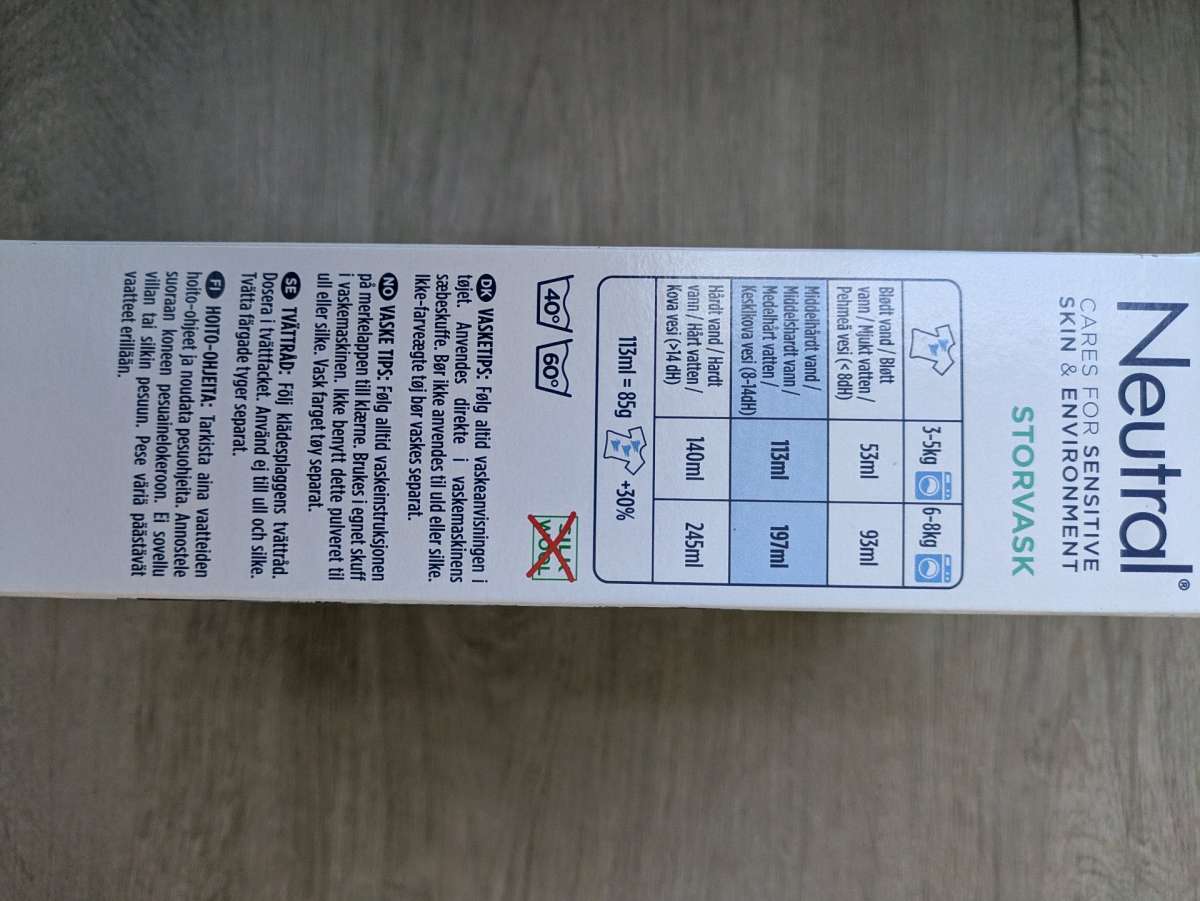 Neutral®
CARES FOR SENSITIVE
SKIN & ENVIRONMENT
STORVASK
3-5kg 6-8kg
Blødt vand / Bløtt
vann / Mjukt vatten /
Pehmeä vesi (< 8dH)
53ml 93ml
Middelhårdt vand /
Middelshardt vann /
Medelhårt vatten /
Keskikova vesi (8-14dH)
113ml 197ml
Hårdt vand / Hardt
vann / Hårt vatten /
Kova vesi (>14 dH)
140ml 245ml
113ml = 85g +30%
40° 60°
SILK
WOOL
DK VASKETIPS: Følg altid vaskeanvisningen i
tøjet. Anvendes direkte i vaskemaskinens
sæbeskuffe. Bør ikke anvendes til uld eller silke.
Ikke-farveægte tøj bør vaskes separat.
NO VASKE TIPS: Følg alltid vaskeinstruksjonen
på merkelappen till klærne. Brukes i egnet skuff
i vaskemaskinen. Ikke benytt dette pulveret til
ull eller silke. Vask farget tøy separat.
SE TVÄTTRÅD: Följ klädesplaggens tvättråd.
Dosera i tvättfacket. Använd ej till ull och silke.
Tvätta färgade tyger separat.
FI HOITO-OHJEITA: Tarkista aina vaatteiden
hoito-ohjeet ja noudata pesuohjeita. Annostele
suoraan koneen pesuainelokeroon. Ei sovellu
villan tai silkin pesuun. Pese väriä päästävät
vaatteet erillään.